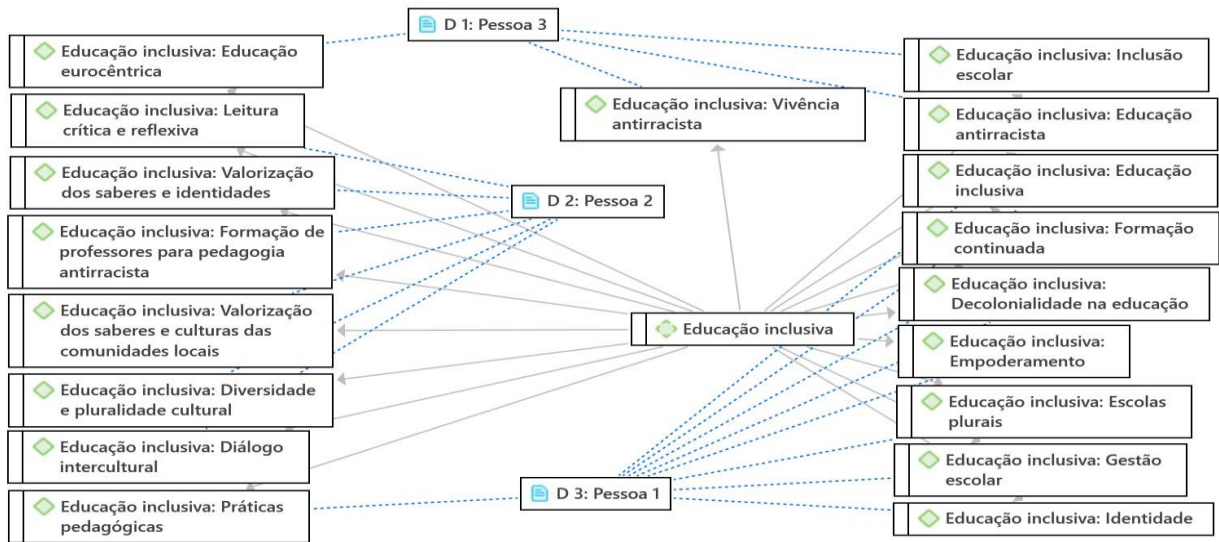 D 1: Pessoa 3
Educação inclusiva: Educação
eurocêntrica
Educação inclusiva: Leitura
crítica e reflexiva
Educação inclusiva: Valorização
dos saberes e identidades
Educação inclusiva: Formação de
professores para pedagogia
antirracista
Educação inclusiva: Valorização
dos saberes e culturas das
comunidades locais
Educação inclusiva: Diversidade
e pluralidade cultural
Educação inclusiva: Diálogo
intercultural
Educação inclusiva: Práticas
pedagógicas
Educação inclusiva: Vivência
antirracista
D 2: Pessoa 2
Educação inclusiva
D 3: Pessoa 1
Educação inclusiva: Inclusão
escolar
Educação inclusiva: Educação
antirracista
Educação inclusiva: Educação
inclusiva
Educação inclusiva: Formação
continuada
Educação inclusiva:
Decolonialidade na educação
Educação inclusiva:
Empoderamento
Educação inclusiva: Escolas
plurais
Educação inclusiva: Gestão
escolar
Educação inclusiva: Identidade